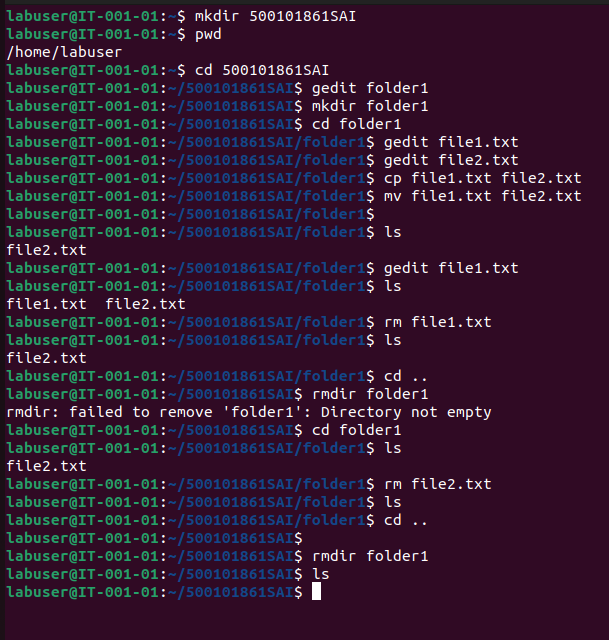 labuser@IT-001-01:~$ mkdir 500101861SAI
labuser@IT-001-01:~$ pwd
/home/labuser
labuser@IT-001-01:~$ cd 500101861SAI
labuser@IT-001-01:~/500101861SAI$ gedit folder1
labuser@IT-001-01:~/500101861SAI$ mkdir folder1
labuser@IT-001-01:~/500101861SAI$ cd folder1
labuser@IT-001-01:~/500101861SAI/folder1$ gedit file1.txt
labuser@IT-001-01:~/500101861SAI/folder1$ gedit file2.txt
labuser@IT-001-01:~/500101861SAI/folder1$ cp file1.txt file2.txt
labuser@IT-001-01:~/500101861SAI/folder1$ mv file1.txt file2.txt
labuser@IT-001-01:~/500101861SAI/folder1$
labuser@IT-001-01:~/500101861SAI/folder1$ ls
file2.txt
labuser@IT-001-01:~/500101861SAI/folder1$ gedit file1.txt
labuser@IT-001-01:~/500101861SAI/folder1$ ls
file1.txt  file2.txt
labuser@IT-001-01:~/500101861SAI/folder1$ rm file1.txt
labuser@IT-001-01:~/500101861SAI/folder1$ ls
file2.txt
labuser@IT-001-01:~/500101861SAI/folder1$ cd ..
labuser@IT-001-01:~/500101861SAI$ rmdir folder1
rmdir: failed to remove 'folder1': Directory not empty
labuser@IT-001-01:~/500101861SAI$ cd folder1
labuser@IT-001-01:~/500101861SAI/folder1$ ls
file2.txt
labuser@IT-001-01:~/500101861SAI/folder1$ rm file2.txt
labuser@IT-001-01:~/500101861SAI/folder1$ ls
labuser@IT-001-01:~/500101861SAI/folder1$ cd ..
labuser@IT-001-01:~/500101861SAI$
labuser@IT-001-01:~/500101861SAI$ rmdir folder1
labuser@IT-001-01:~/500101861SAI$ ls
labuser@IT-001-01:~/500101861SAI$